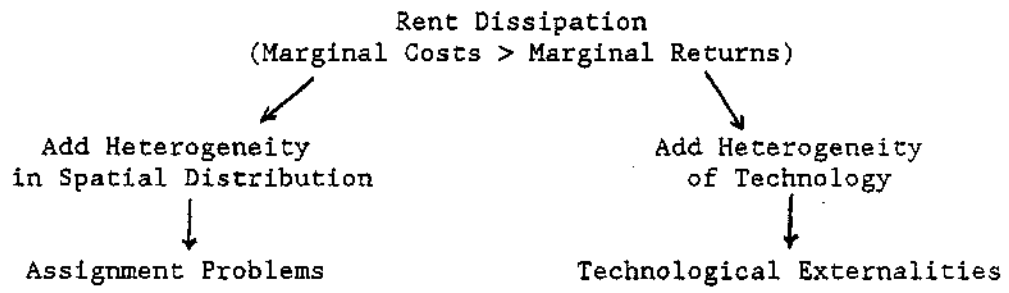 Rent Dissipation
(Marginal Costs > Marginal Returns)
Add Heterogeneity
in Spatial Distribution
Add Heterogeneity
of Technology
Assignment Problems
Technological Externalities